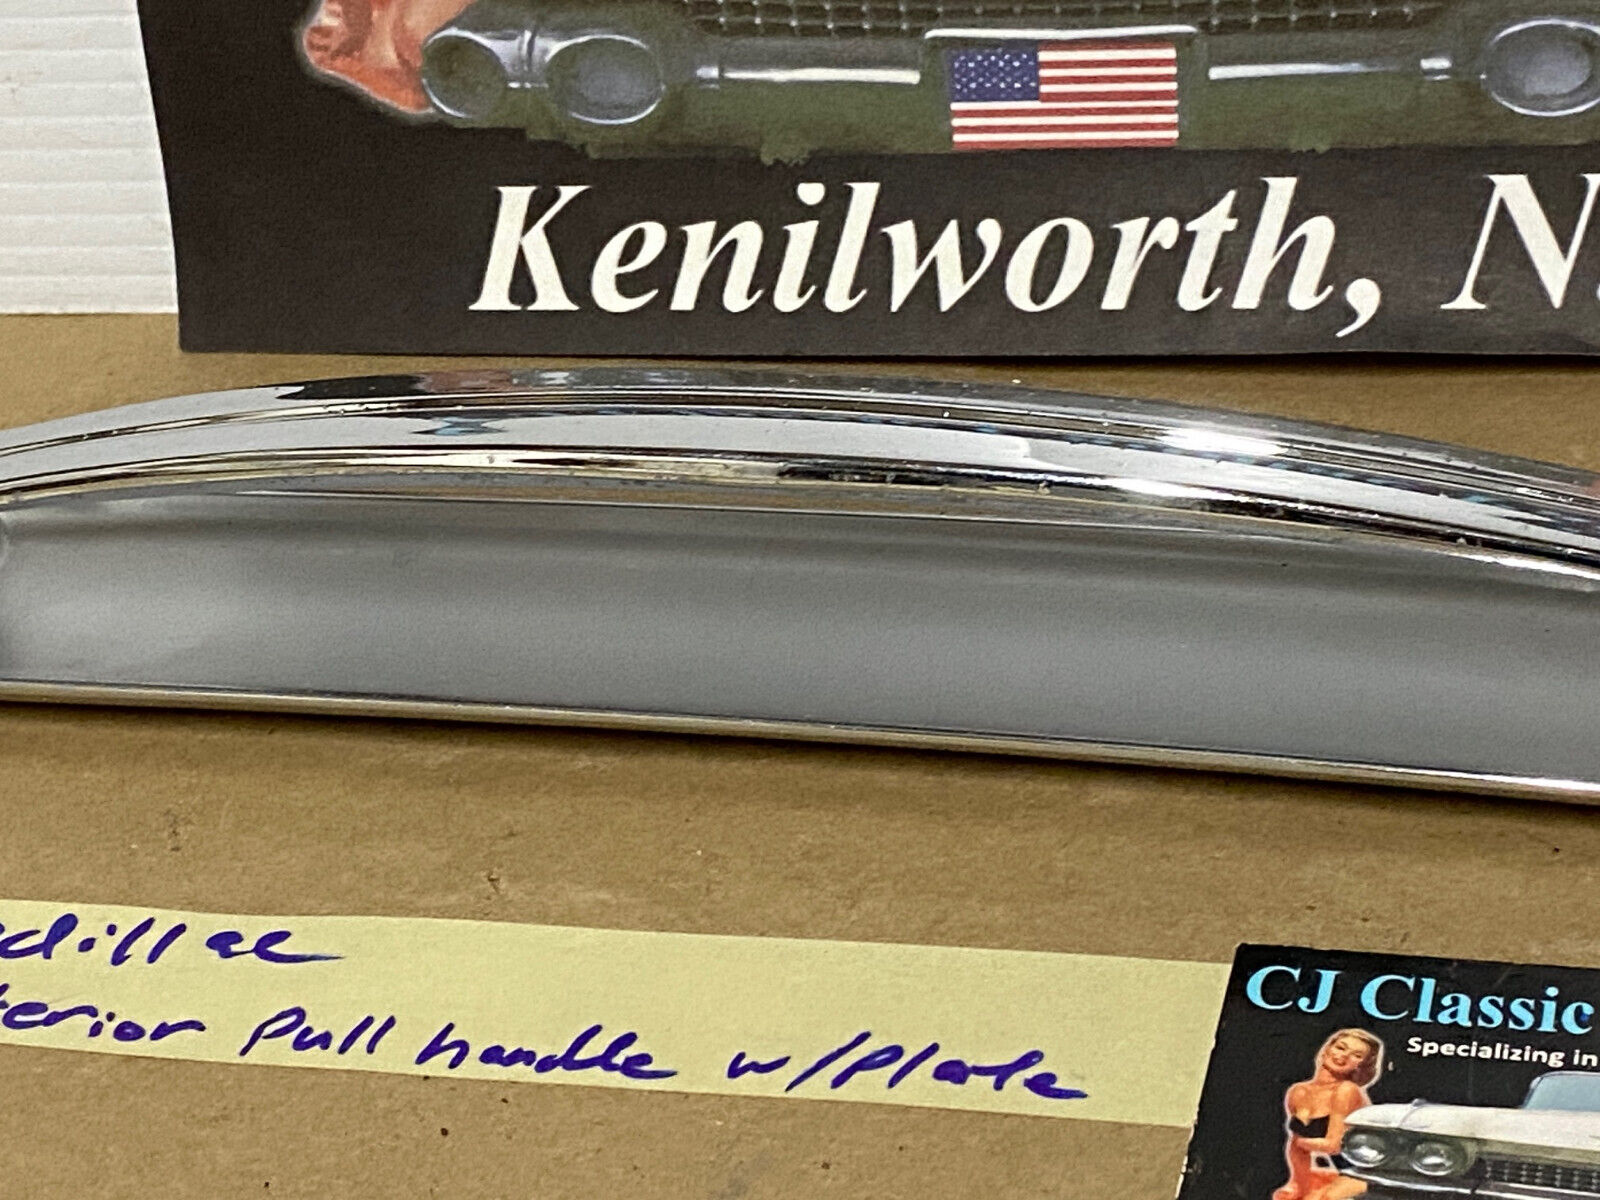 Kenilworth, N.
dillac
terior Pull handle w/Plate
CJ Classic
Specializing in